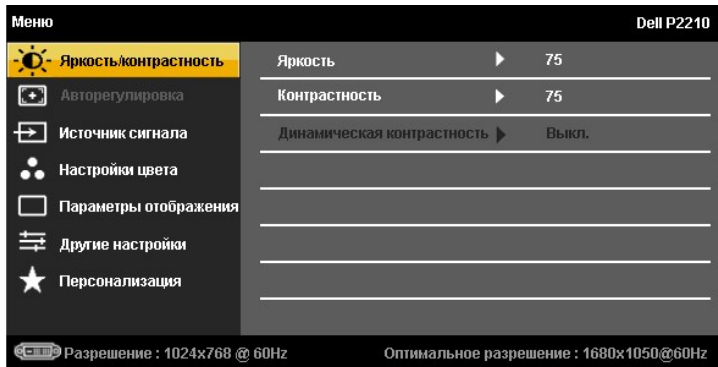 Меню Dell P2210
Яркость/контрастность Яркость 75
Авторегулировка Контрастность 75
Источник сигнала Динамическая контрастность Выкл.
Настройки цвета
Параметры отображения
Другие настройки
Персонализация
Разрешение : 1024x768 @ 60Hz Оптимальное разрешение : 1680x1050@60Hz